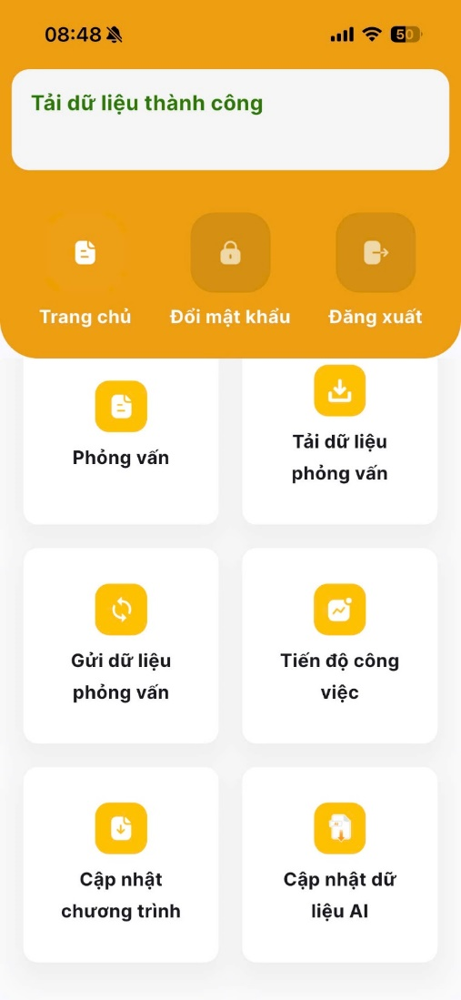 08:48
50
Tải dữ liệu thành công
Trang chủ
Đổi mật khẩu
Đăng xuất
Phỏng vấn
Tải dữ liệu
phỏng vấn
Gửi dữ liệu
phỏng vấn
Tiến độ công
việc
Cập nhật
chương trình
Cập nhật dữ
liệu AI